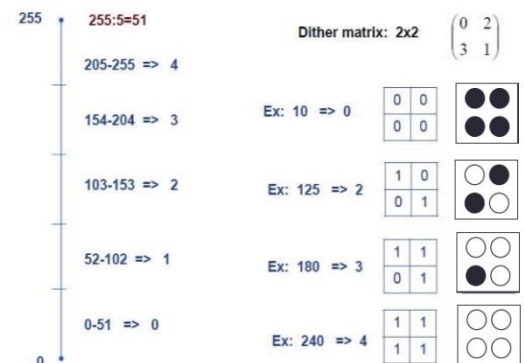 255
255:5=51
205-255 => 4
154-204 => 3
103-153 => 2
52-102 => 1
0-51 => 0
0
Dither matrix: 2x2
0 2
3 1
Ex: 10 => 0
0 0
0 0
Ex: 125 => 2
1 0
0 1
Ex: 180 => 3
1 1
0 1
Ex: 240 => 4
1 1
1 1